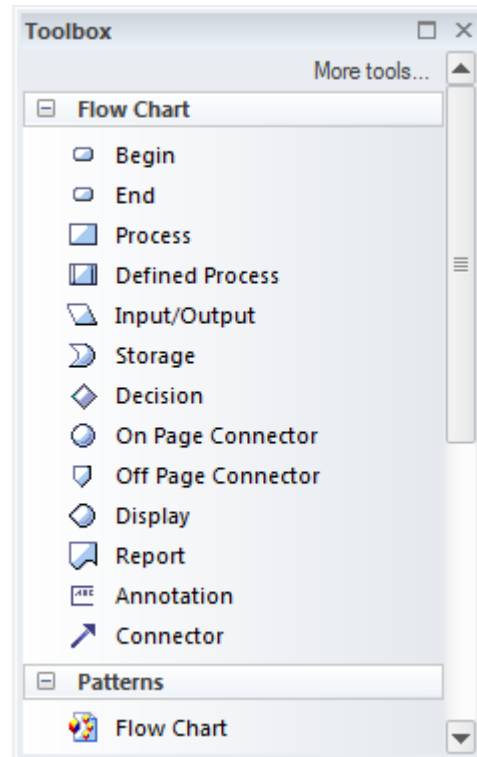 Toolbox
More tools...
Flow Chart
Begin
End
Process
Defined Process
Input/Output
Storage
Decision
On Page Connector
Off Page Connector
Display
Report
ABC
Annotation
Connector
Patterns
Flow Chart